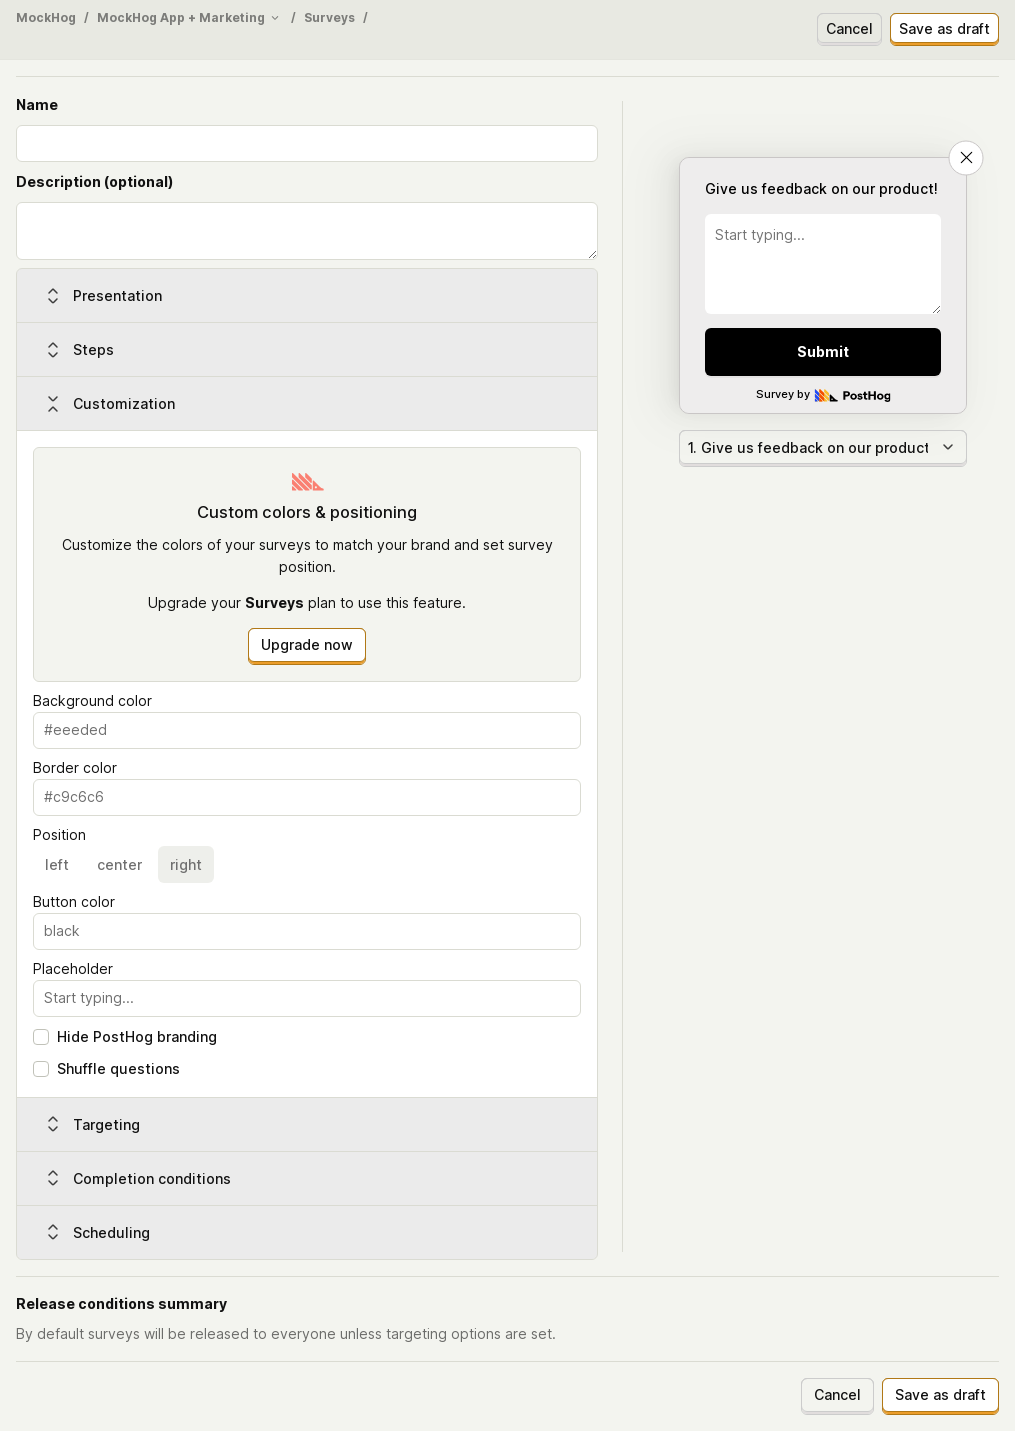 MockHog / MockHog App + Marketing / Surveys /
Cancel
Save as draft
Name
Description (optional)
Presentation
Steps
Customization
Custom colors & positioning
Customize the colors of your surveys to match your brand and set survey
position.
Upgrade your Surveys plan to use this feature.
Upgrade now
Background color
#eeeded
Border color
#c9c6c6
Position
left center right
Button color
black
Placeholder
Start typing...
Hide PostHog branding
Shuffle questions
Targeting
Completion conditions
Scheduling
Give us feedback on our product!
Start typing...
Submit
Survey by PostHog
1. Give us feedback on our product
Release conditions summary
By default surveys will be released to everyone unless targeting options are set.
Cancel
Save as draft